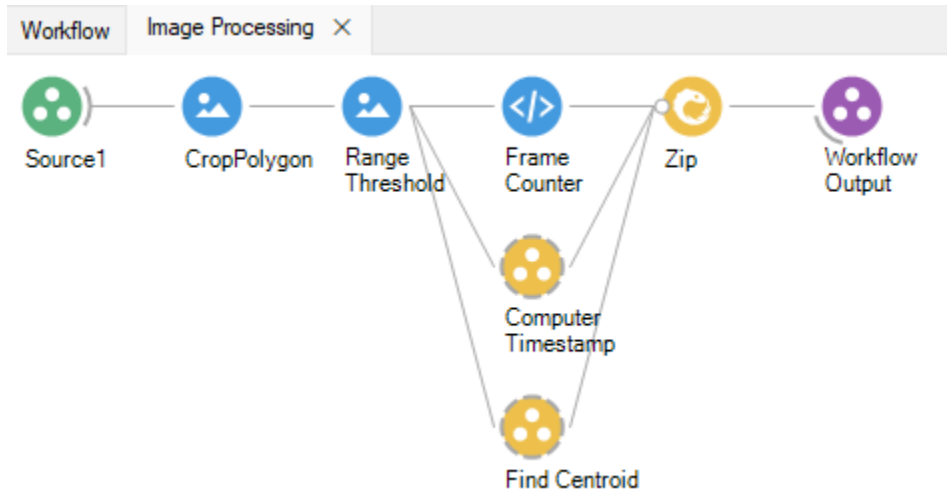 Workflow
Image Processing
Source1
CropPolygon
Range
Threshold
Frame
Counter
Zip
Workflow
Output
Computer
Timestamp
Find Centroid